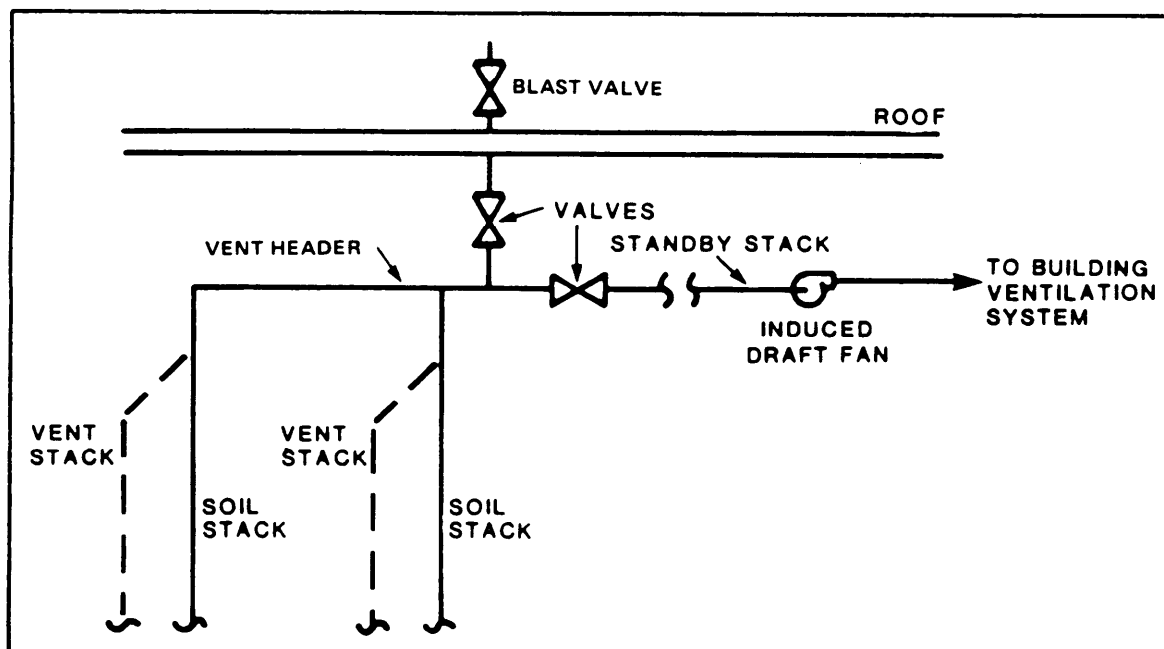 BLAST VALVE
ROOF
VALVES
VENT HEADER
STANDBY STACK
TO BUILDING
VENTILATION
SYSTEM
INDUCED
DRAFT FAN
VENT
STACK
VENT
STACK
SOIL
STACK
SOIL
STACK